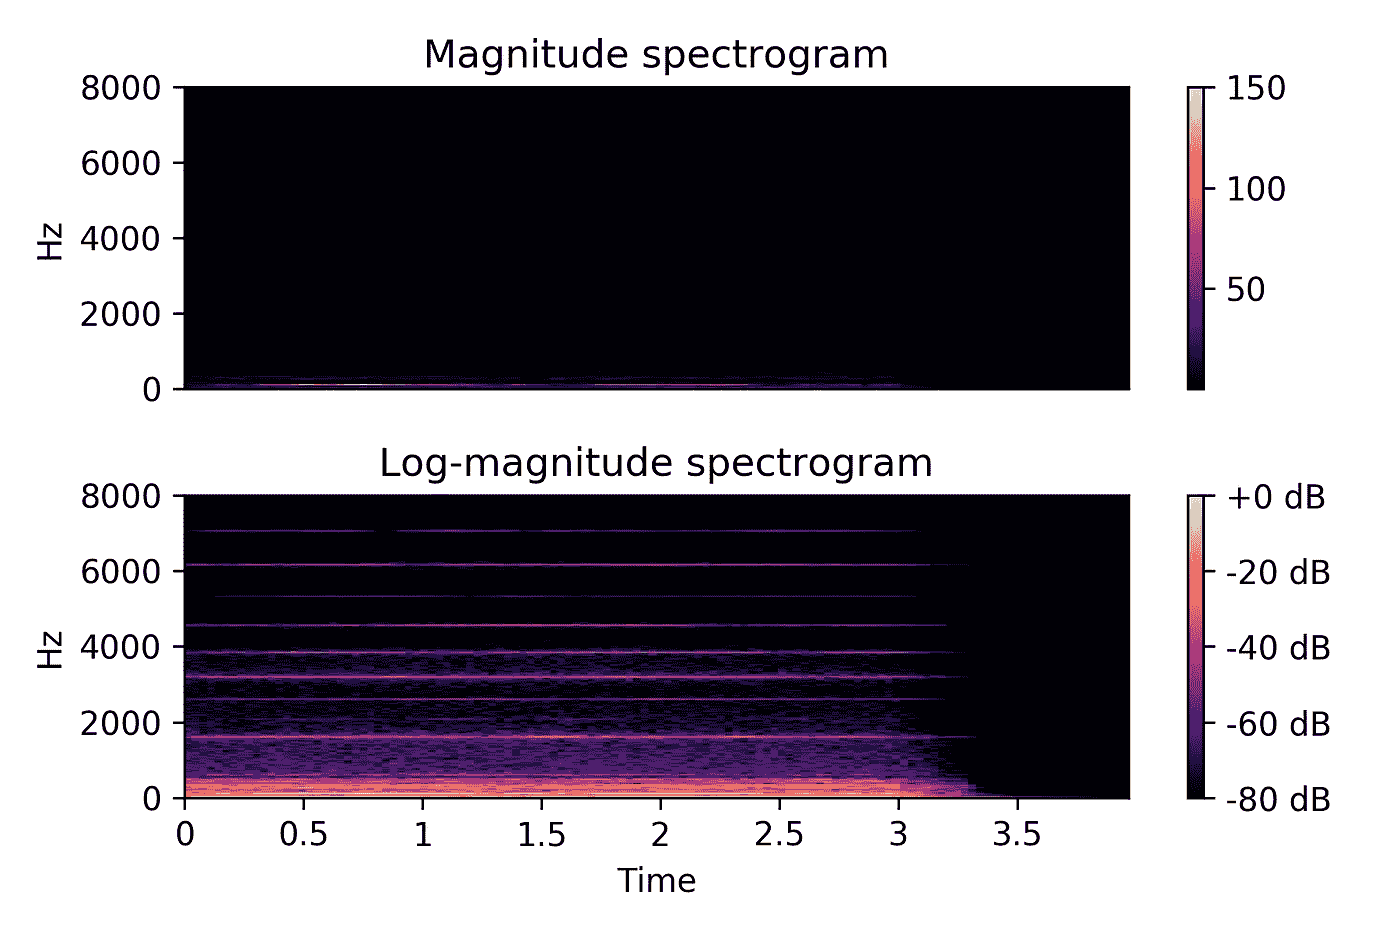 Magnitude spectrogram
8000
6000
4000
2000
0
Hz
150
100
50
Log-magnitude spectrogram
8000
6000
4000
2000
0
Hz
0 0.5 1 1.5 2 2.5 3 3.5
Time
+0 dB
-20 dB
-40 dB
-60 dB
-80 dB